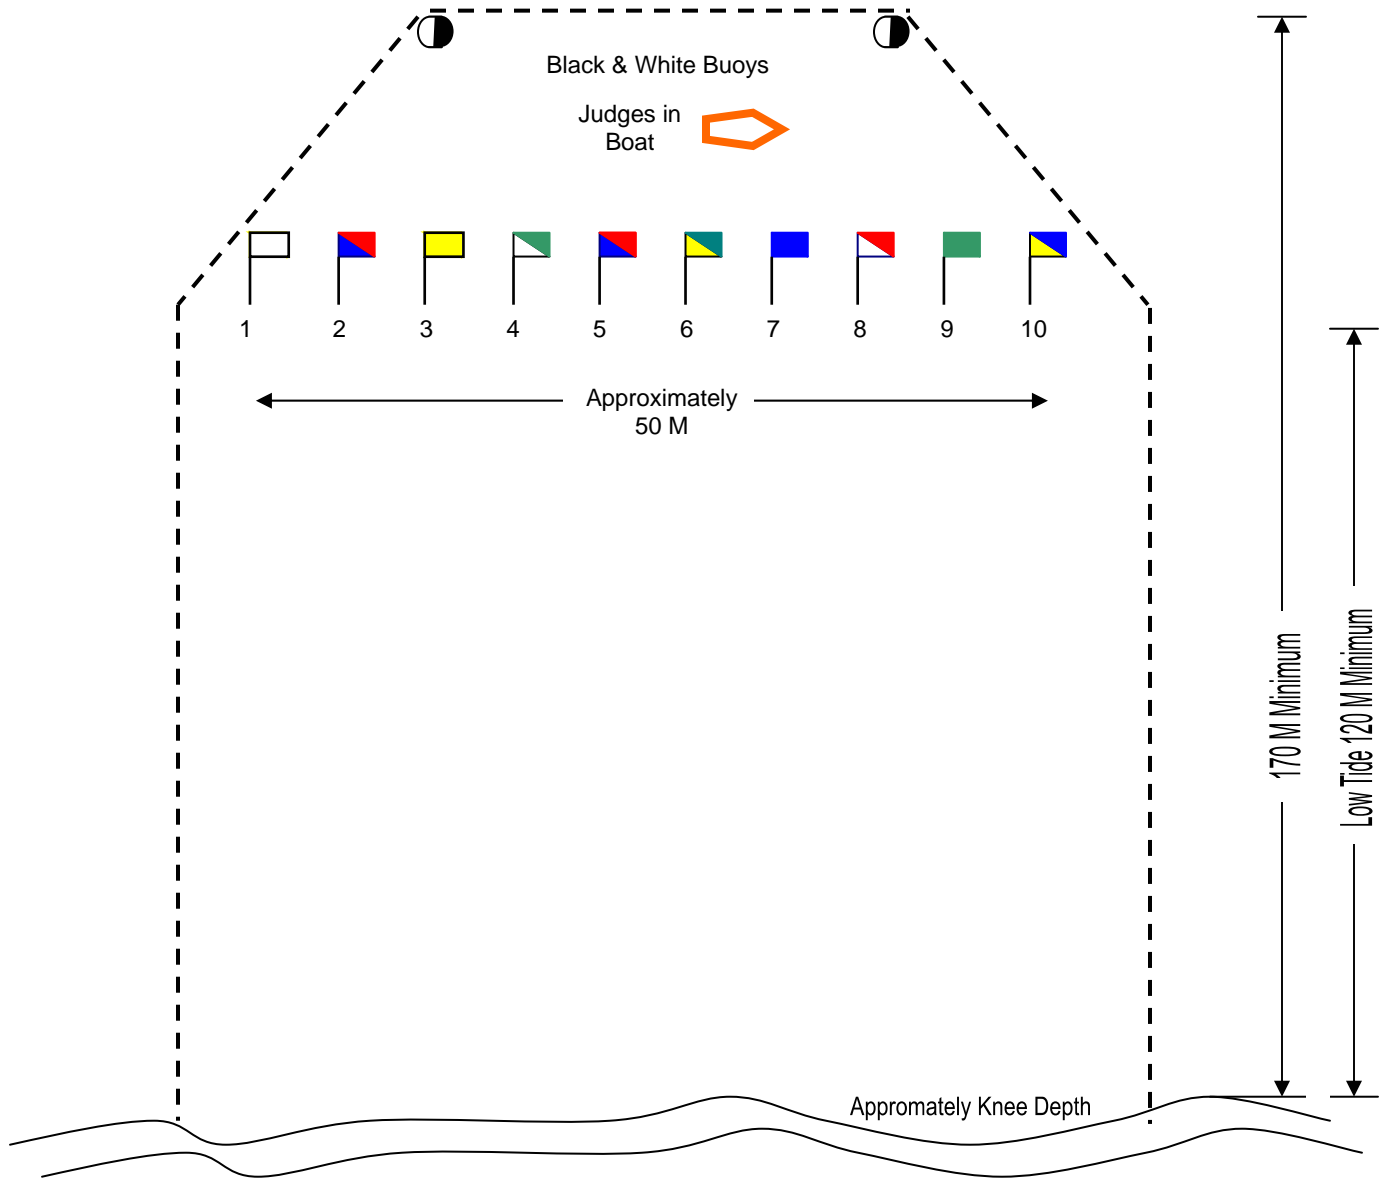 Black & White Buoys
Judges in
Boat
1 2 3 4 5 6 7 8 9 10
Approximately
50 M
170 M Minimum
Low Tide 120 M Minimum
Appromately Knee Depth